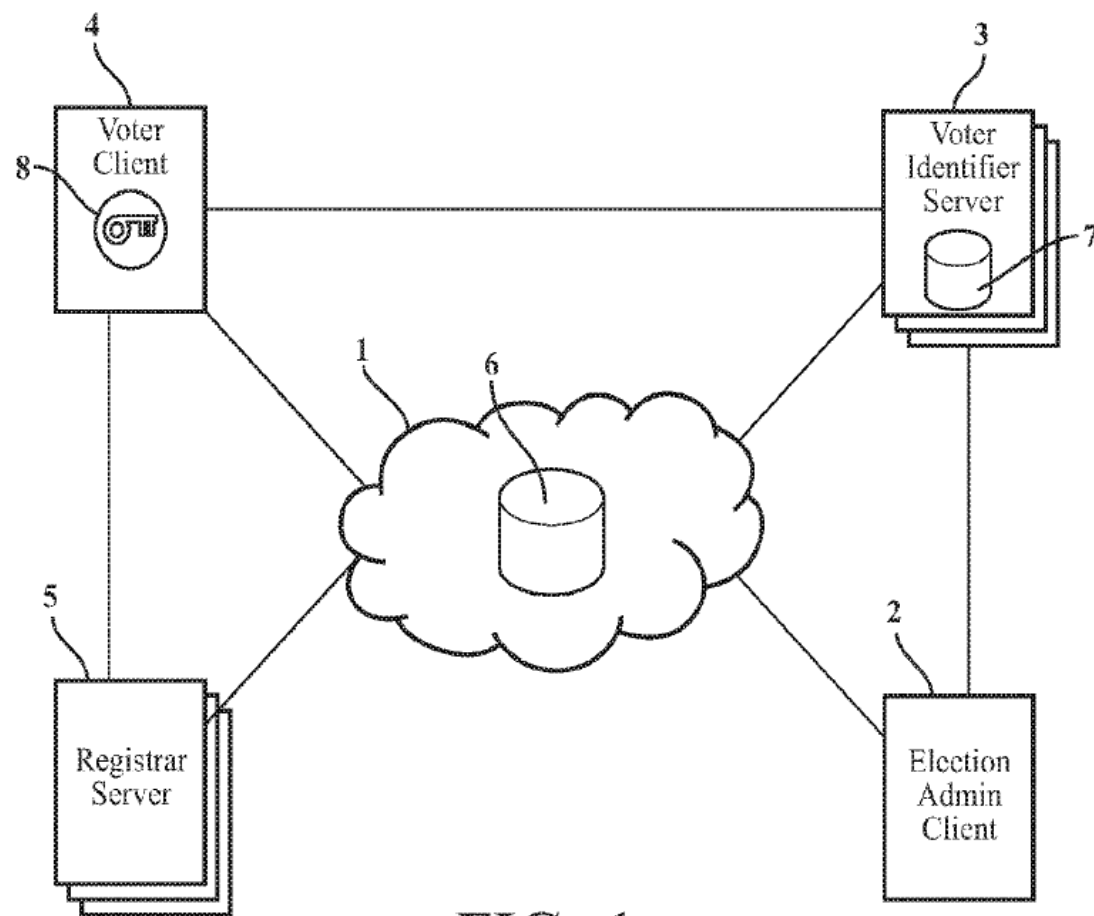 4
3
Voter
Client
8
Voter
Identifier
Server
7
1
6
5
2
Registrar
Server
Election
Admin
Client